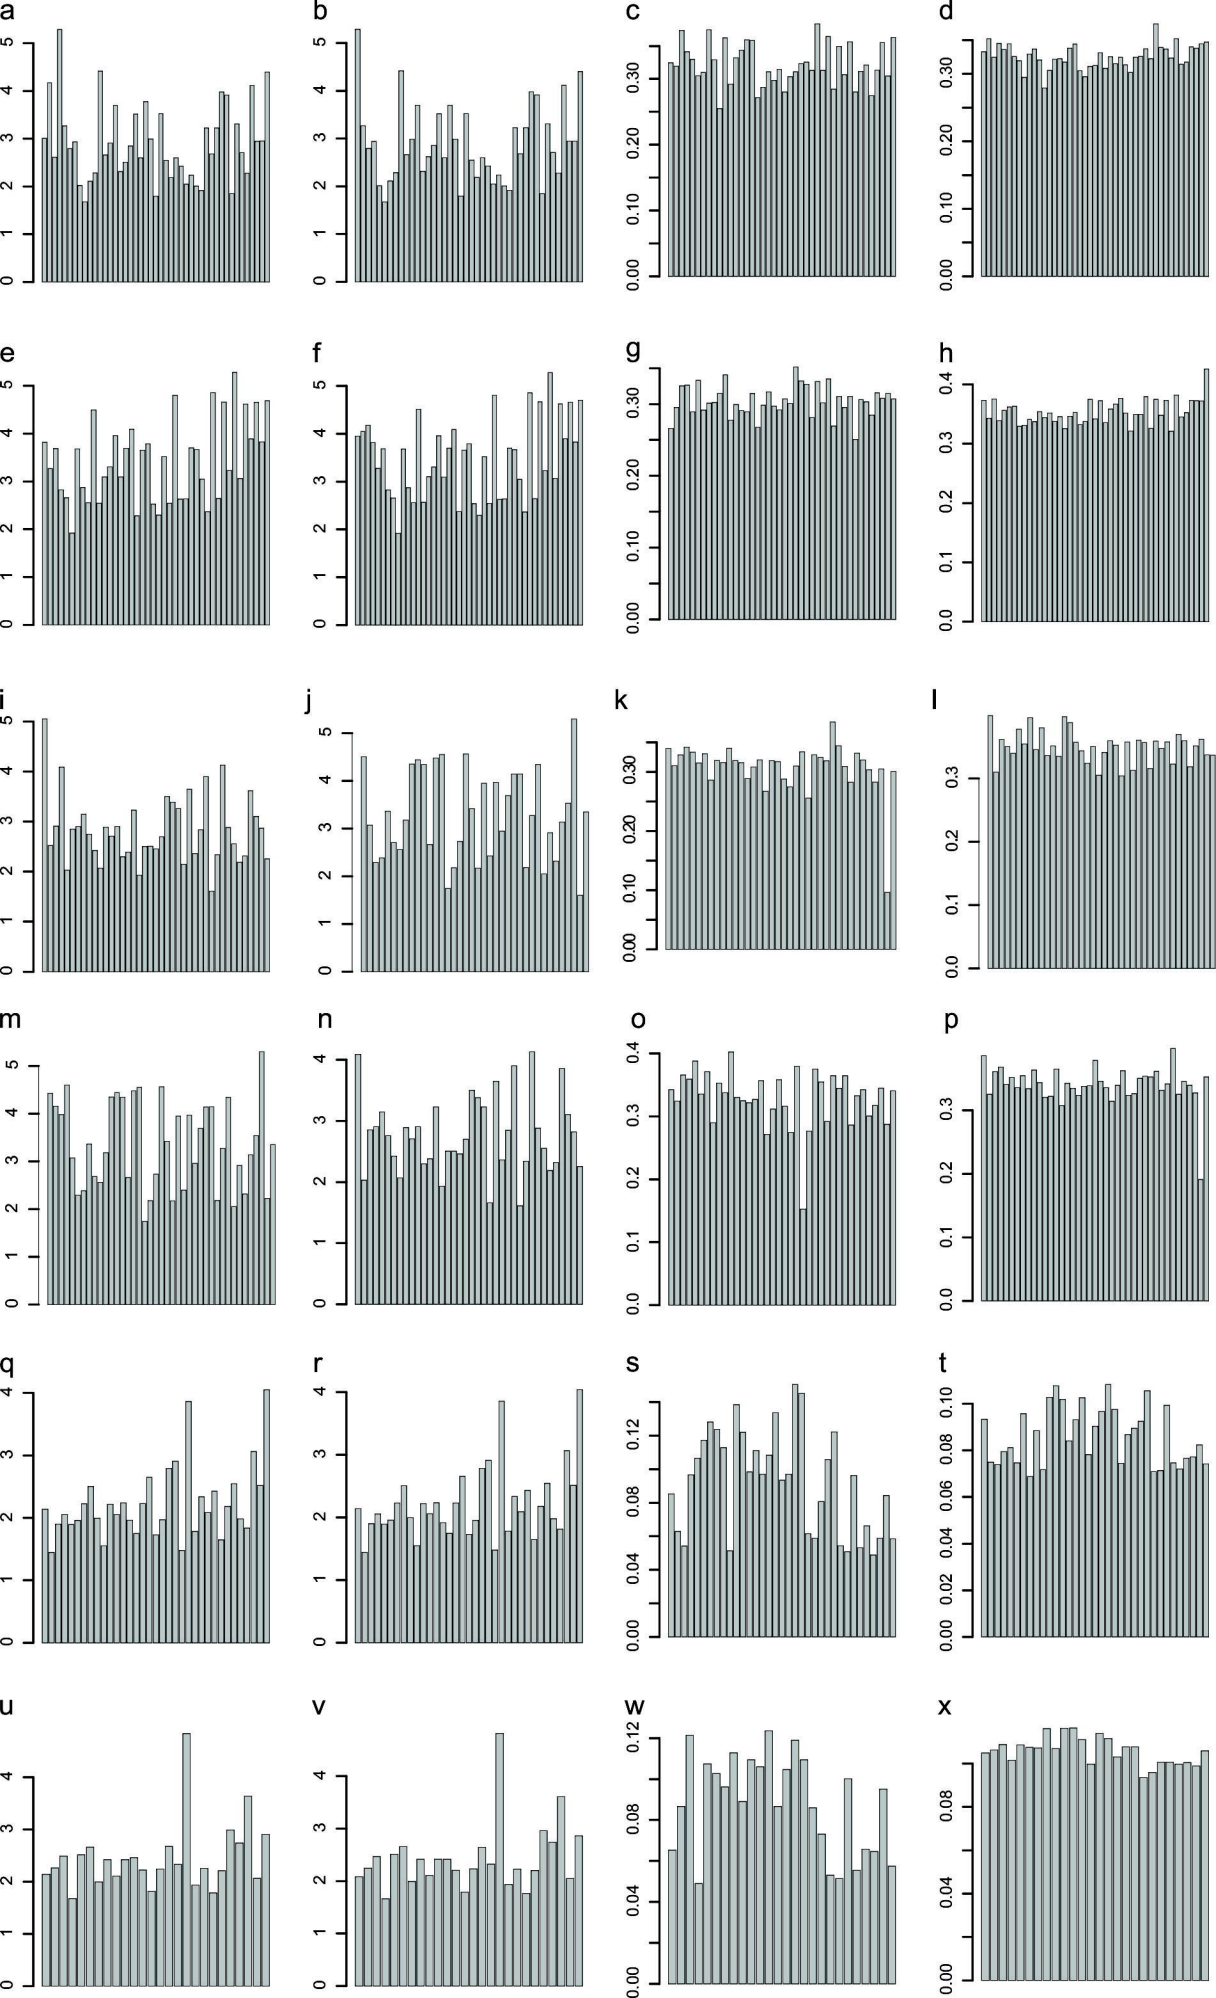 a b c d
5 5 0.30 0.30
4 4 0.20 0.20
3 3 0.10 0.10
2 2 0.00 0.00
1 1
0 0
e f g h
5 5 0.30 0.4
4 4 0.20 0.3
3 3 0.10 0.2
2 2 0.00 0.1
1 1 0.0
0 0
i j k l
5 5 0.30 0.3
4 4 0.20 0.2
3 3 0.10 0.1
2 2 0.00 0.0
1 1
0 0
m n o p
5 4 0.4 0.3
4 3 0.3 0.2
3 2 0.2 0.1
2 1 0.1 0.0
1 0 0.0
0
q r s t
4 4 0.12 0.10
3 3 0.08 0.08
2 2 0.04 0.06
1 1 0.00 0.04
0 0 0.02
0.00
u v w x
4 4 0.12 0.08
3 3 0.08 0.04
2 2 0.04 0.00
1 1 0.00
0 0